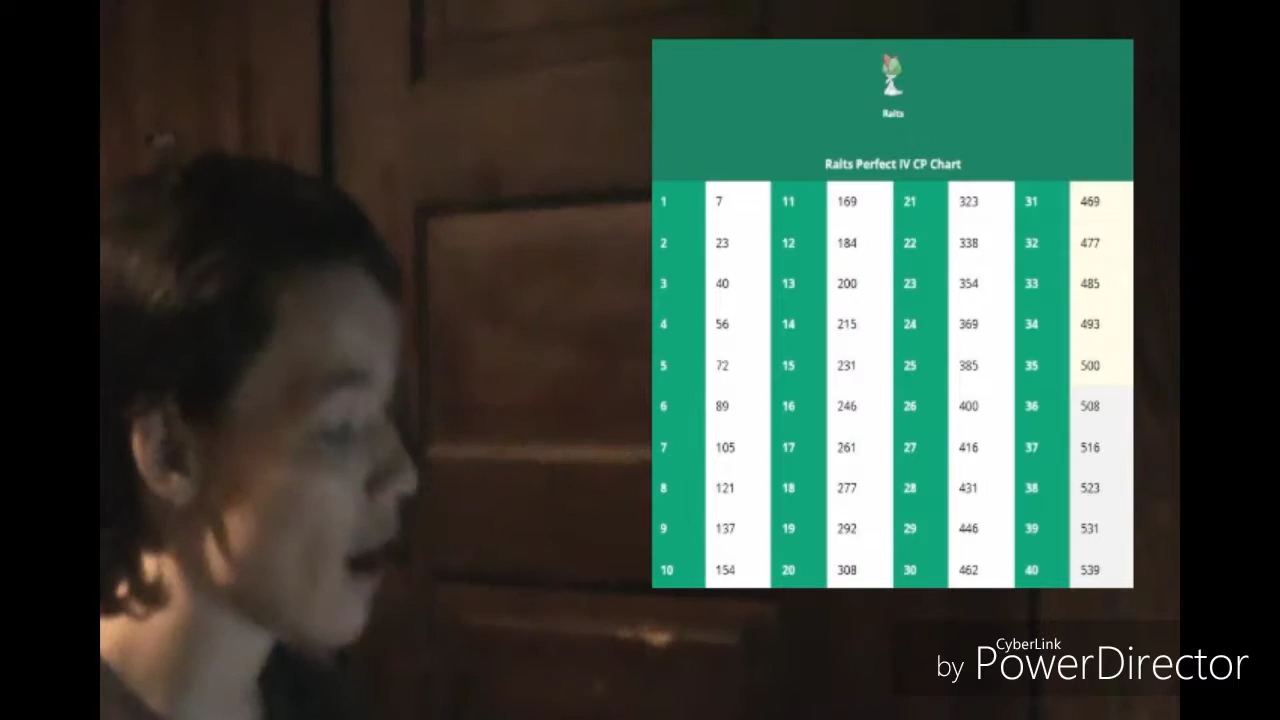 Ralts
Ralts Perfect IV CP Chart
1 7 11 169 21 323 31 469
2 23 12 184 22 338 32 477
3 40 13 200 23 354 33 485
4 56 14 215 24 369 34 493
5 72 15 231 25 385 35 500
6 89 16 246 26 400 36 508
7 105 17 261 27 416 37 516
8 121 18 277 28 431 38 523
9 137 19 292 29 446 39 531
10 154 20 308 30 462 40 539
CyberLink
by PowerDirector